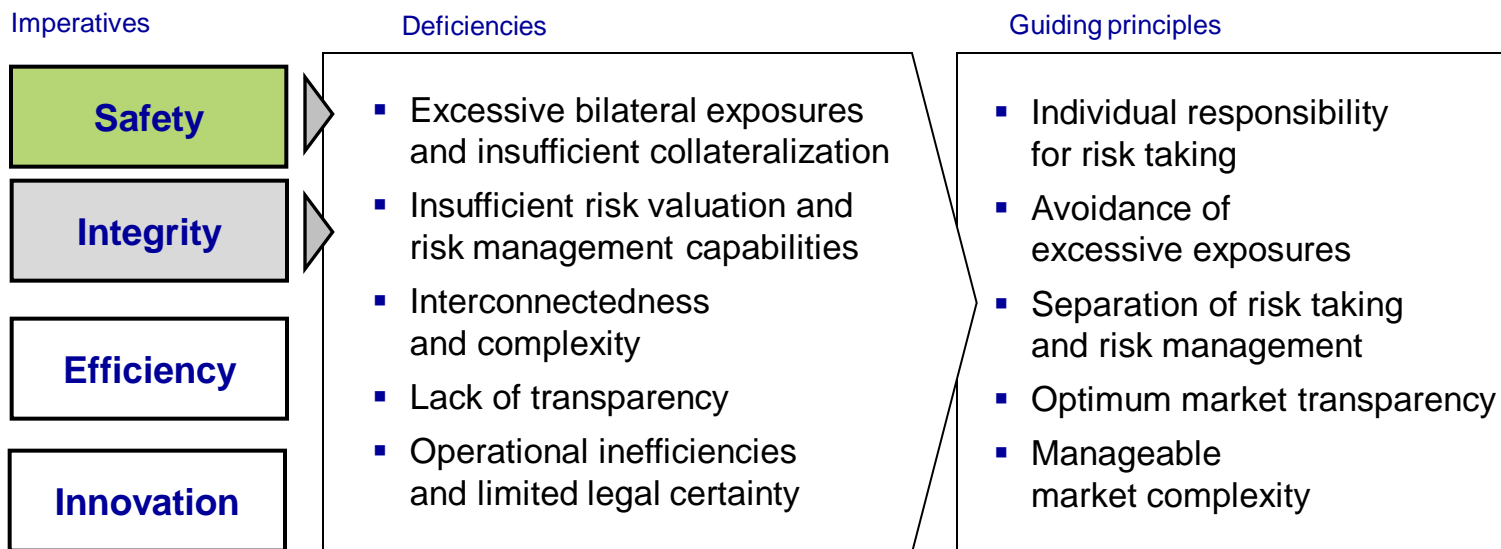 Imperatives
Deficiencies
Guiding principles
Safety
Integrity
Efficiency
Innovation
▪ Excessive bilateral exposures
and insufficient collateralization
▪ Insufficient risk valuation and
risk management capabilities
▪ Interconnectedness
and complexity
▪ Lack of transparency
▪ Operational inefficiencies
and limited legal certainty
▪ Individual responsibility
for risk taking
▪ Avoidance of
excessive exposures
▪ Separation of risk taking
and risk management
▪ Optimum market transparency
▪ Manageable
market complexity